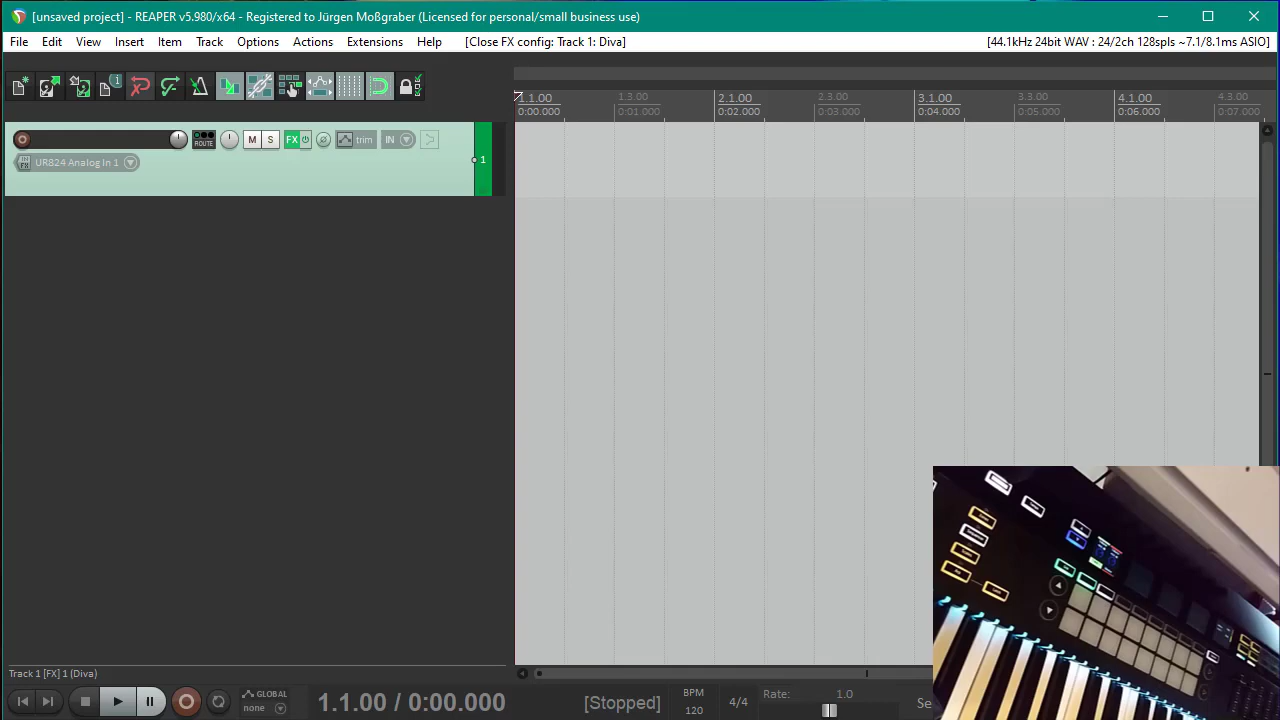 [unsaved project] - REAPER v5.980/x64 - Registered to Jürgen Moßgraber (Licensed for personal/small business use)
File Edit View Insert Item Track Options Actions Extensions Help [Close FX config: Track 1: Diva] [44.1kHz 24bit WAV : 24/2ch 128spls ~7.1/8.1ms ASIO]
1.1.00 1.3.00 2.1.00 2.3.00 3.1.00 3.3.00 4.1.00 4.3.00
0:00.000 0:01.000 0:02.000 0:03.000 0:04.000 0:05.000 0:06.000 0:07.000
ROUTE M S FX trim IN
IN FX UR824 Analog In 1
1
Track 1 [FX] 1 (Diva)
GLOBAL
none
1.1.00 / 0:00.000
[Stopped]
BPM
120
4/4
Rate: 1.0
Se